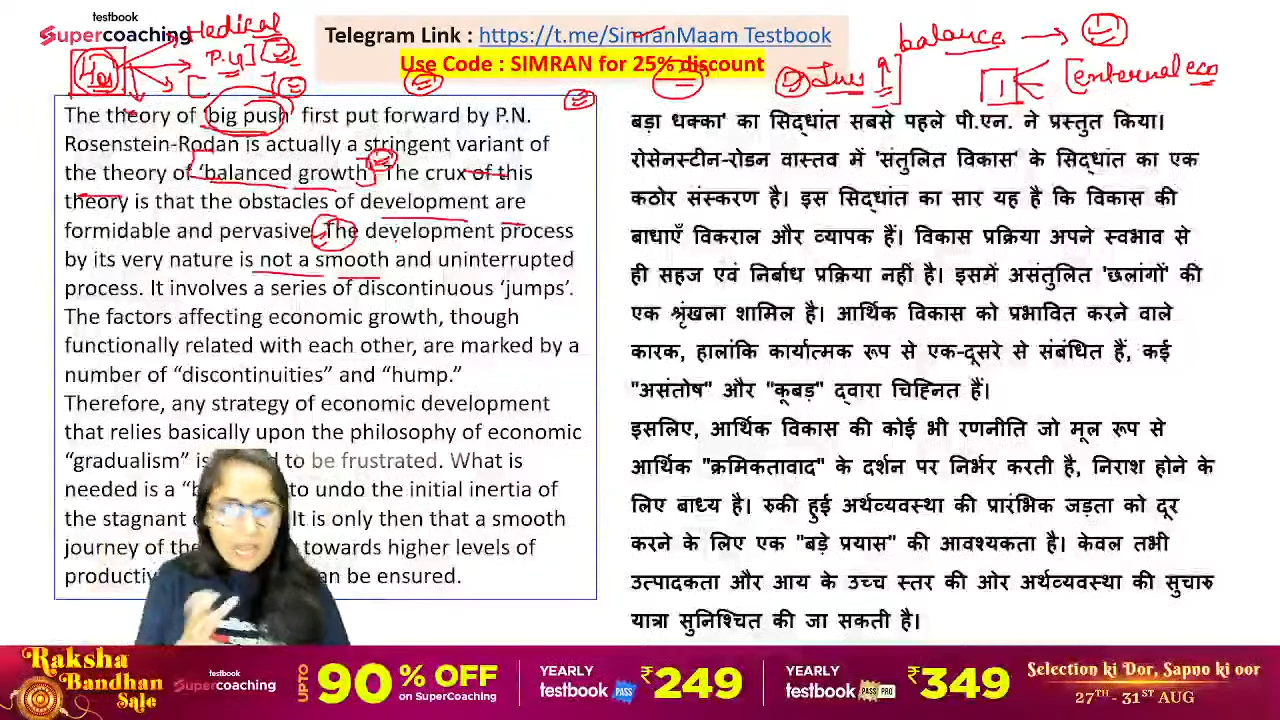 testbook
Supercoaching
Medical
P.U
Telegram Link : https://t.me/SimranMaam Testbook
Use Code : SIMRAN for 25% discount
balance → 1
external eco
The theory of ‘big push’ first put forward by P.N.
Rosenstein-Rodan is actually a stringent variant of
the theory of ‘balanced growth’. The crux of this
theory is that the obstacles of development are
formidable and pervasive. The development process
by its very nature is not a smooth and uninterrupted
process. It involves a series of discontinuous ‘jumps’.
The factors affecting economic growth, though
functionally related with each other, are marked by a
number of “discontinuities” and “hump.”
Therefore, any strategy of economic development
that relies basically upon the philosophy of economic
“gradualism” is to be frustrated. What is
needed is a to undo the initial inertia of
the stagnant It is only then that a smooth
journey of the towards higher levels of
can be ensured.
बड़ा धक्का' का सिद्धांत सबसे पहले पी.एन. ने प्रस्तुत किया।
रोसेनस्टीन-रोडन वास्तव में 'संतुलित विकास' के सिद्धांत का एक
कठोर संस्करण है। इस सिद्धांत का सार यह है कि विकास की
बाधाएँ विकराल और व्यापक हैं। विकास प्रक्रिया अपने स्वभाव से
ही सहज एवं निर्बाध प्रक्रिया नहीं है। इसमें असंतुलित 'छलांगों' की
एक श्रृंखला शामिल है। आर्थिक विकास को प्रभावित करने वाले
कारक, हालांकि कार्यात्मक रूप से एक-दूसरे से संबंधित हैं, कई
"असंतोष" और "कूबड़" द्वारा चिह्नित हैं।
इसलिए, आर्थिक विकास की कोई भी रणनीति जो मूल रूप से
आर्थिक "क्रमिकतावाद" के दर्शन पर निर्भर करती है, निराश होने के
लिए बाध्य है। रुकी हुई अर्थव्यवस्था की प्रारंभिक जड़ता को दूर
करने के लिए एक "बड़े प्रयास" की आवश्यकता है। केवल तभी
उत्पादकता और आय के उच्च स्तर की ओर अर्थव्यवस्था की सुचारु
यात्रा सुनिश्चित की जा सकती है।
Raksha Bandhan Sale
testbook Supercoaching
UPTO 90% OFF on SuperCoaching
YEARLY testbook PASS ₹249
YEARLY testbook PASS PRO ₹349
Selection ki Dor, Sapno ki oor
27TH - 31ST AUG